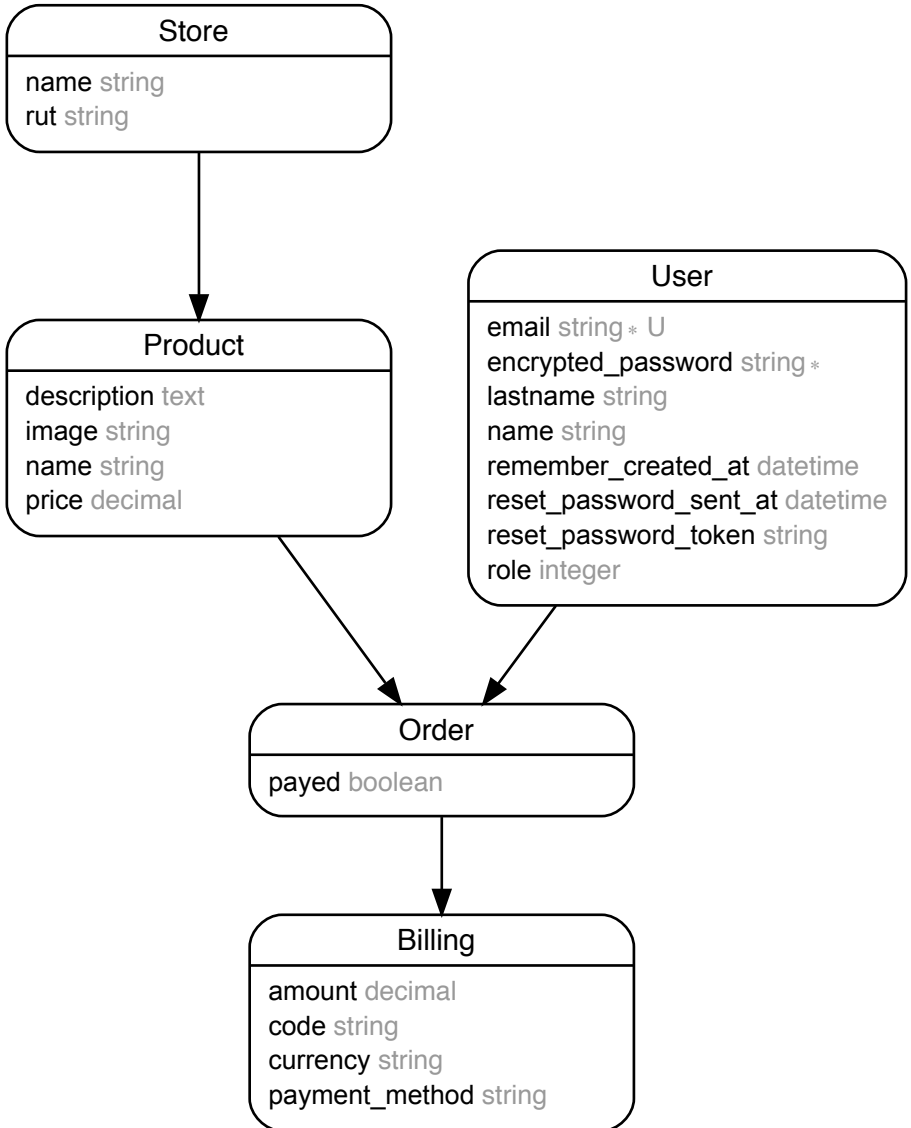 Store
name string
rut string
Product
description text
image string
name string
price decimal
User
email string ∗ U
encrypted_password string ∗
lastname string
name string
remember_created_at datetime
reset_password_sent_at datetime
reset_password_token string
role integer
Order
payed boolean
Billing
amount decimal
code string
currency string
payment_method string